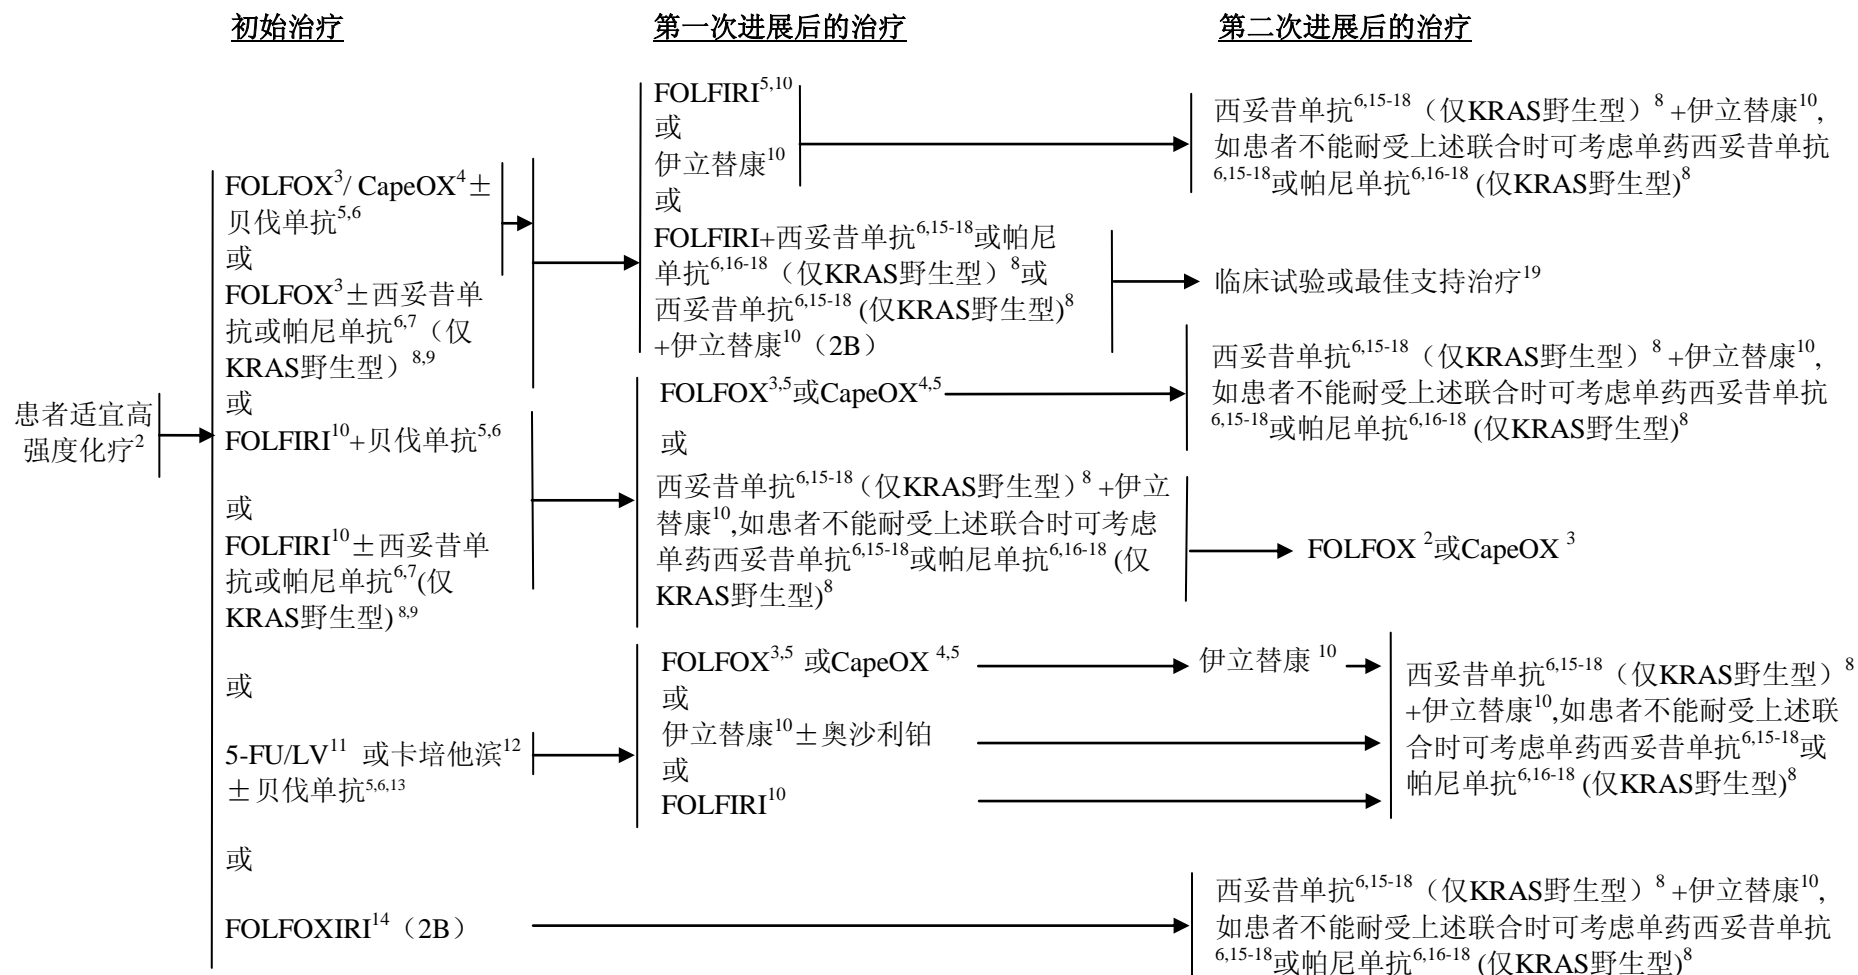 初始治疗
第一次进展后的治疗
第二次进展后的治疗
患者适宜高
强度化疗2
FOLFOX3/ CapeOX4±
贝伐单抗5,6
或
FOLFOX3±西妥昔单
抗或帕尼单抗6,7（仅
KRAS野生型）8,9
或
FOLFIRI10+贝伐单抗5,6
或
FOLFIRI10±西妥昔单
抗或帕尼单抗6,7(仅
KRAS野生型)8,9
或
5-FU/LV11 或卡培他滨12
±贝伐单抗5,6,13
或
FOLFOXIRI14（2B）
FOLFIRI5,10
或
伊立替康10
或
FOLFIRI+西妥昔单抗6,15-18或帕尼
单抗6,16-18（仅KRAS野生型）8或
西妥昔单抗6,15-18 (仅KRAS野生型)8
+伊立替康10（2B）
FOLFOX3,5或CapeOX4,5
或
西妥昔单抗6,15-18（仅KRAS野生型）8 +伊立
替康10,如患者不能耐受上述联合时可考虑
单药西妥昔单抗6,15-18或帕尼单抗6,16-18 (仅
KRAS野生型)8
FOLFOX3,5 或CapeOX 4,5
或
伊立替康10±奥沙利铂
或
FOLFIRI10
西妥昔单抗6,15-18（仅KRAS野生型）8 +伊立替康10,
如患者不能耐受上述联合时可考虑单药西妥昔单抗
6,15-18或帕尼单抗6,16-18 (仅KRAS野生型)8
临床试验或最佳支持治疗19
西妥昔单抗6,15-18（仅KRAS野生型）8 +伊立替康10,
如患者不能耐受上述联合时可考虑单药西妥昔单抗
6,15-18或帕尼单抗6,16-18 (仅KRAS野生型)8
FOLFOX 2或CapeOX 3
伊立替康 10
西妥昔单抗6,15-18（仅KRAS野生型）8
+伊立替康10,如患者不能耐受上述联
合时可考虑单药西妥昔单抗6,15-18或
帕尼单抗6,16-18 (仅KRAS野生型)8
西妥昔单抗6,15-18（仅KRAS野生型）8 +伊立替康10,
如患者不能耐受上述联合时可考虑单药西妥昔单抗
6,15-18或帕尼单抗6,16-18 (仅KRAS野生型)8